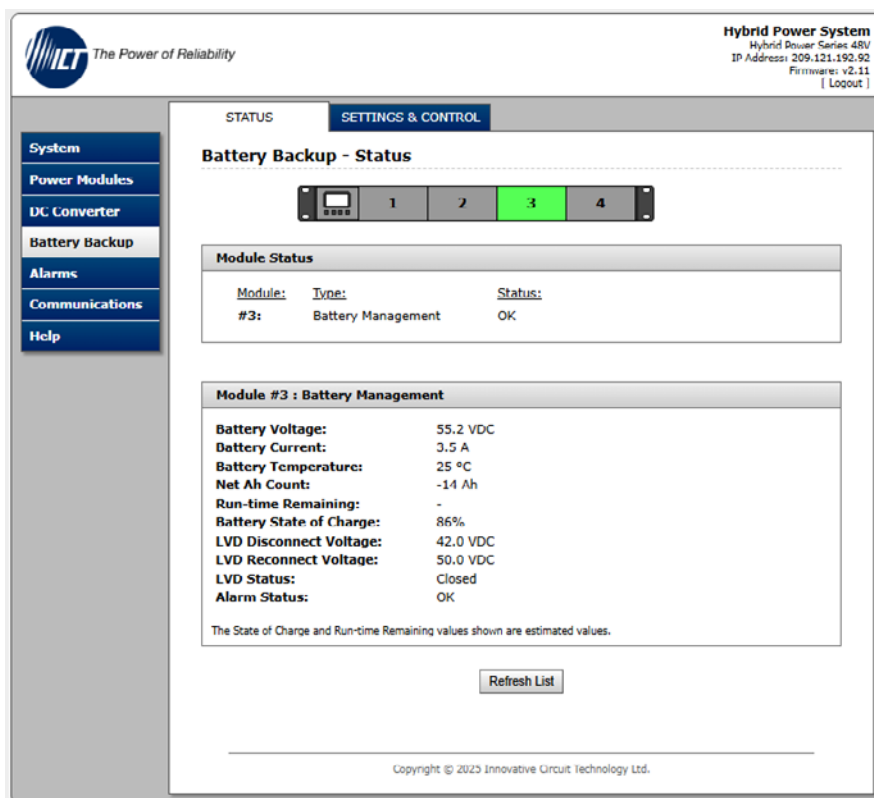 ICT The Power of Reliability
Hybrid Power System
Hybrid Power Series 48V
IP Address: 209.121.192.92
Firmware: v2.11
[ Logout ]
STATUS SETTINGS & CONTROL
System
Power Modules
DC Converter
Battery Backup
Alarms
Communications
Help
Battery Backup - Status
1 2 3 4
Module Status
Module: Type: Status:
#3: Battery Management OK
Module #3 : Battery Management
Battery Voltage: 55.2 VDC
Battery Current: 3.5 A
Battery Temperature: 25 ºC
Net Ah Count: -14 Ah
Run-time Remaining: -
Battery State of Charge: 86%
LVD Disconnect Voltage: 42.0 VDC
LVD Reconnect Voltage: 50.0 VDC
LVD Status: Closed
Alarm Status: OK
The State of Charge and Run-time Remaining values shown are estimated values.
Refresh List
Copyright © 2025 Innovative Circuit Technology Ltd.